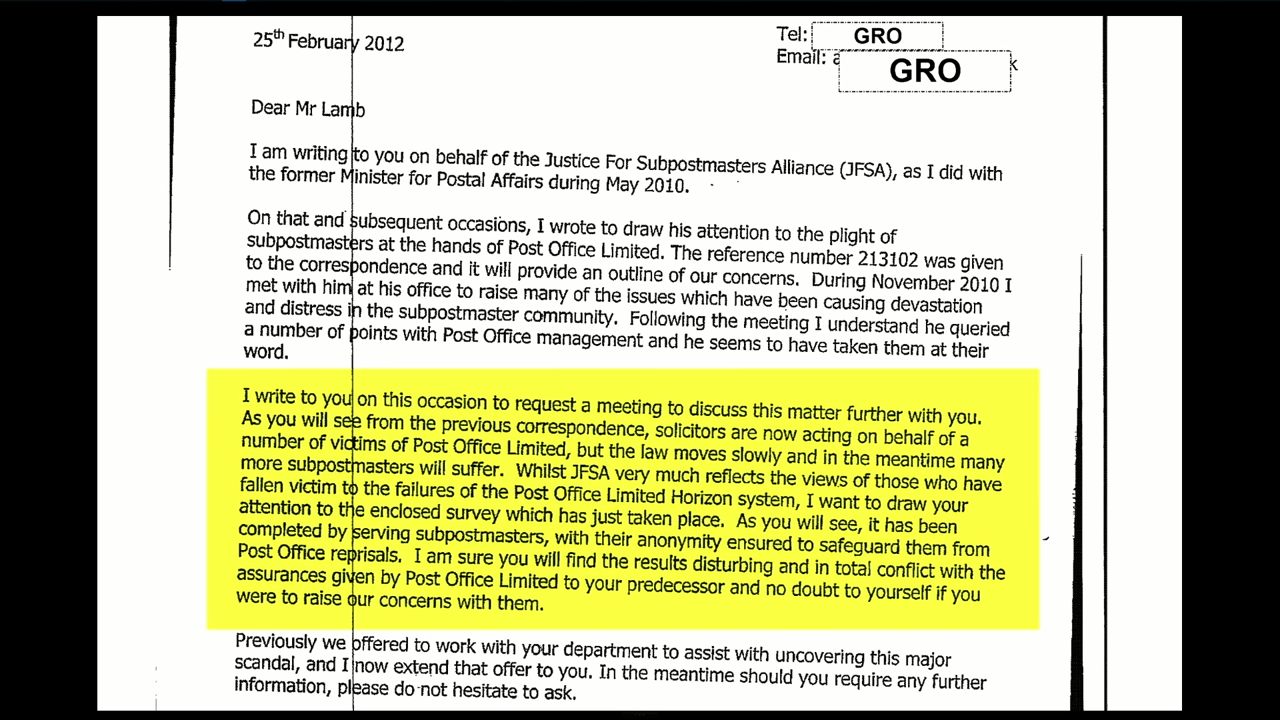 25th February 2012
Tel: GRO
Email: a GRO k
Dear Mr Lamb
I am writing to you on behalf of the Justice For Subpostmasters Alliance (JFSA), as I did with
the former Minister for Postal Affairs during May 2010.
On that and subsequent occasions, I wrote to draw his attention to the plight of
subpostmasters at the hands of Post Office Limited. The reference number 213102 was given
to the correspondence and it will provide an outline of our concerns. During November 2010 I
met with him at his office to raise many of the issues which have been causing devastation
and distress in the subpostmaster community. Following the meeting I understand he queried
a number of points with Post Office management and he seems to have taken them at their
word.
I write to you on this occasion to request a meeting to discuss this matter further with you.
As you will see from the previous correspondence, solicitors are now acting on behalf of a
number of victims of Post Office Limited, but the law moves slowly and in the meantime many
more subpostmasters will suffer. Whilst JFSA very much reflects the views of those who have
fallen victim to the failures of the Post Office Limited Horizon system, I want to draw your
attention to the enclosed survey which has just taken place. As you will see, it has been
completed by serving subpostmasters, with their anonymity ensured to safeguard them from
Post Office reprisals. I am sure you will find the results disturbing and in total conflict with the
assurances given by Post Office Limited to your predecessor and no doubt to yourself if you
were to raise our concerns with them.
Previously we offered to work with your department to assist with uncovering this major
scandal, and I now extend that offer to you. In the meantime should you require any further
information, please do not hesitate to ask.